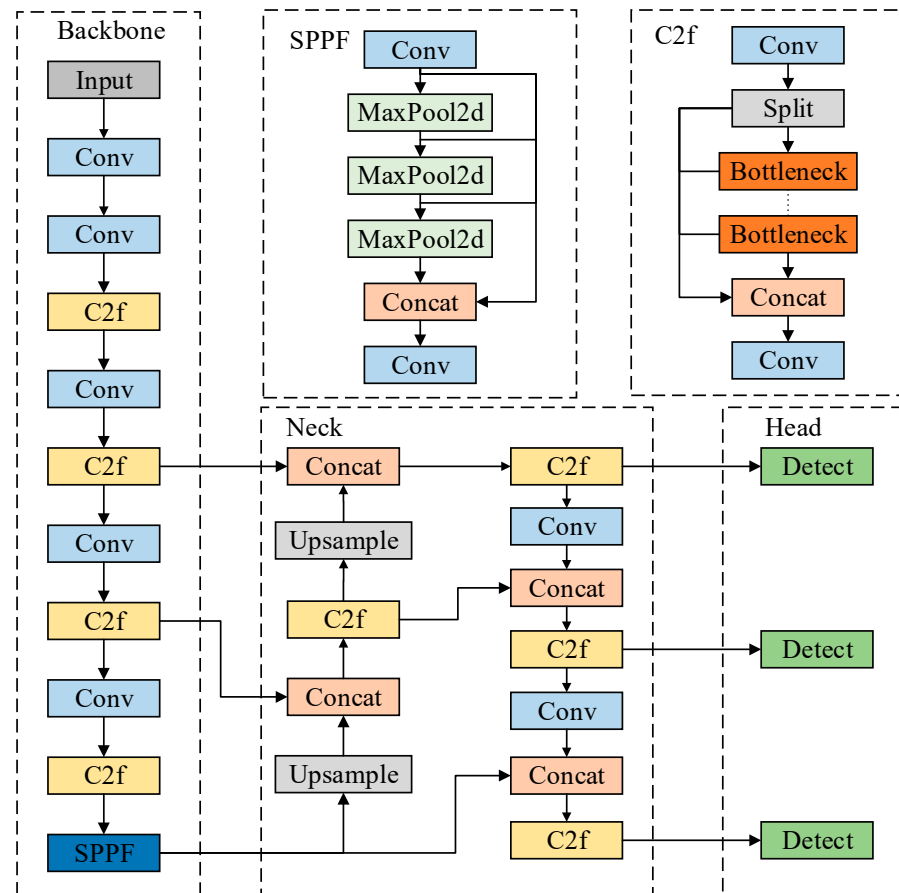 Backbone
Input
Conv
Conv
C2f
Conv
C2f
Conv
C2f
Conv
C2f
SPPF
SPPF
Conv
MaxPool2d
MaxPool2d
MaxPool2d
Concat
Conv
C2f
Conv
Split
Bottleneck
Bottleneck
Concat
Conv
Neck
Concat
Upsample
C2f
Concat
Upsample
C2f
Conv
Concat
C2f
Conv
Concat
C2f
Head
Detect
Detect
Detect